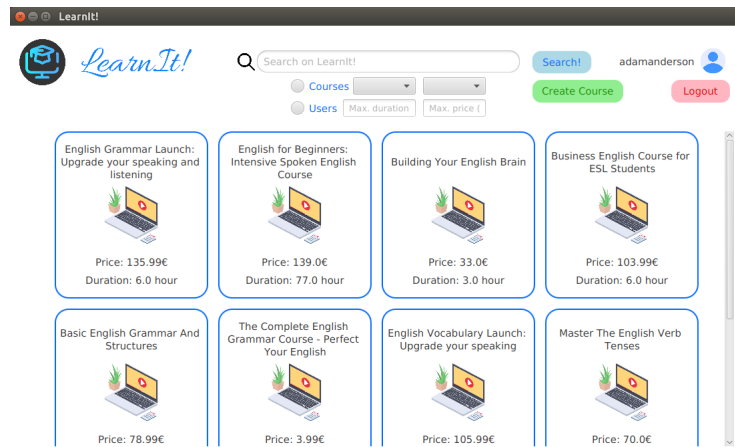 LearnIt!
LearnIt!
Search on LearnIt!
Search!
adamanderson
Courses
Create Course
Logout
Users
Max. duration
Max. price (
English Grammar Launch:
Upgrade your speaking and
listening
Price: 135.99€
Duration: 6.0 hour
English for Beginners:
Intensive Spoken English
Course
Price: 139.0€
Duration: 77.0 hour
Building Your English Brain
Price: 33.0€
Duration: 3.0 hour
Business English Course for
ESL Students
Price: 103.99€
Duration: 6.0 hour
Basic English Grammar And
Structures
Price: 78.99€
The Complete English
Grammar Course - Perfect
Your English
Price: 3.99€
English Vocabulary Launch:
Upgrade your speaking
Price: 105.99€
Master The English Verb
Tenses
Price: 70.0€